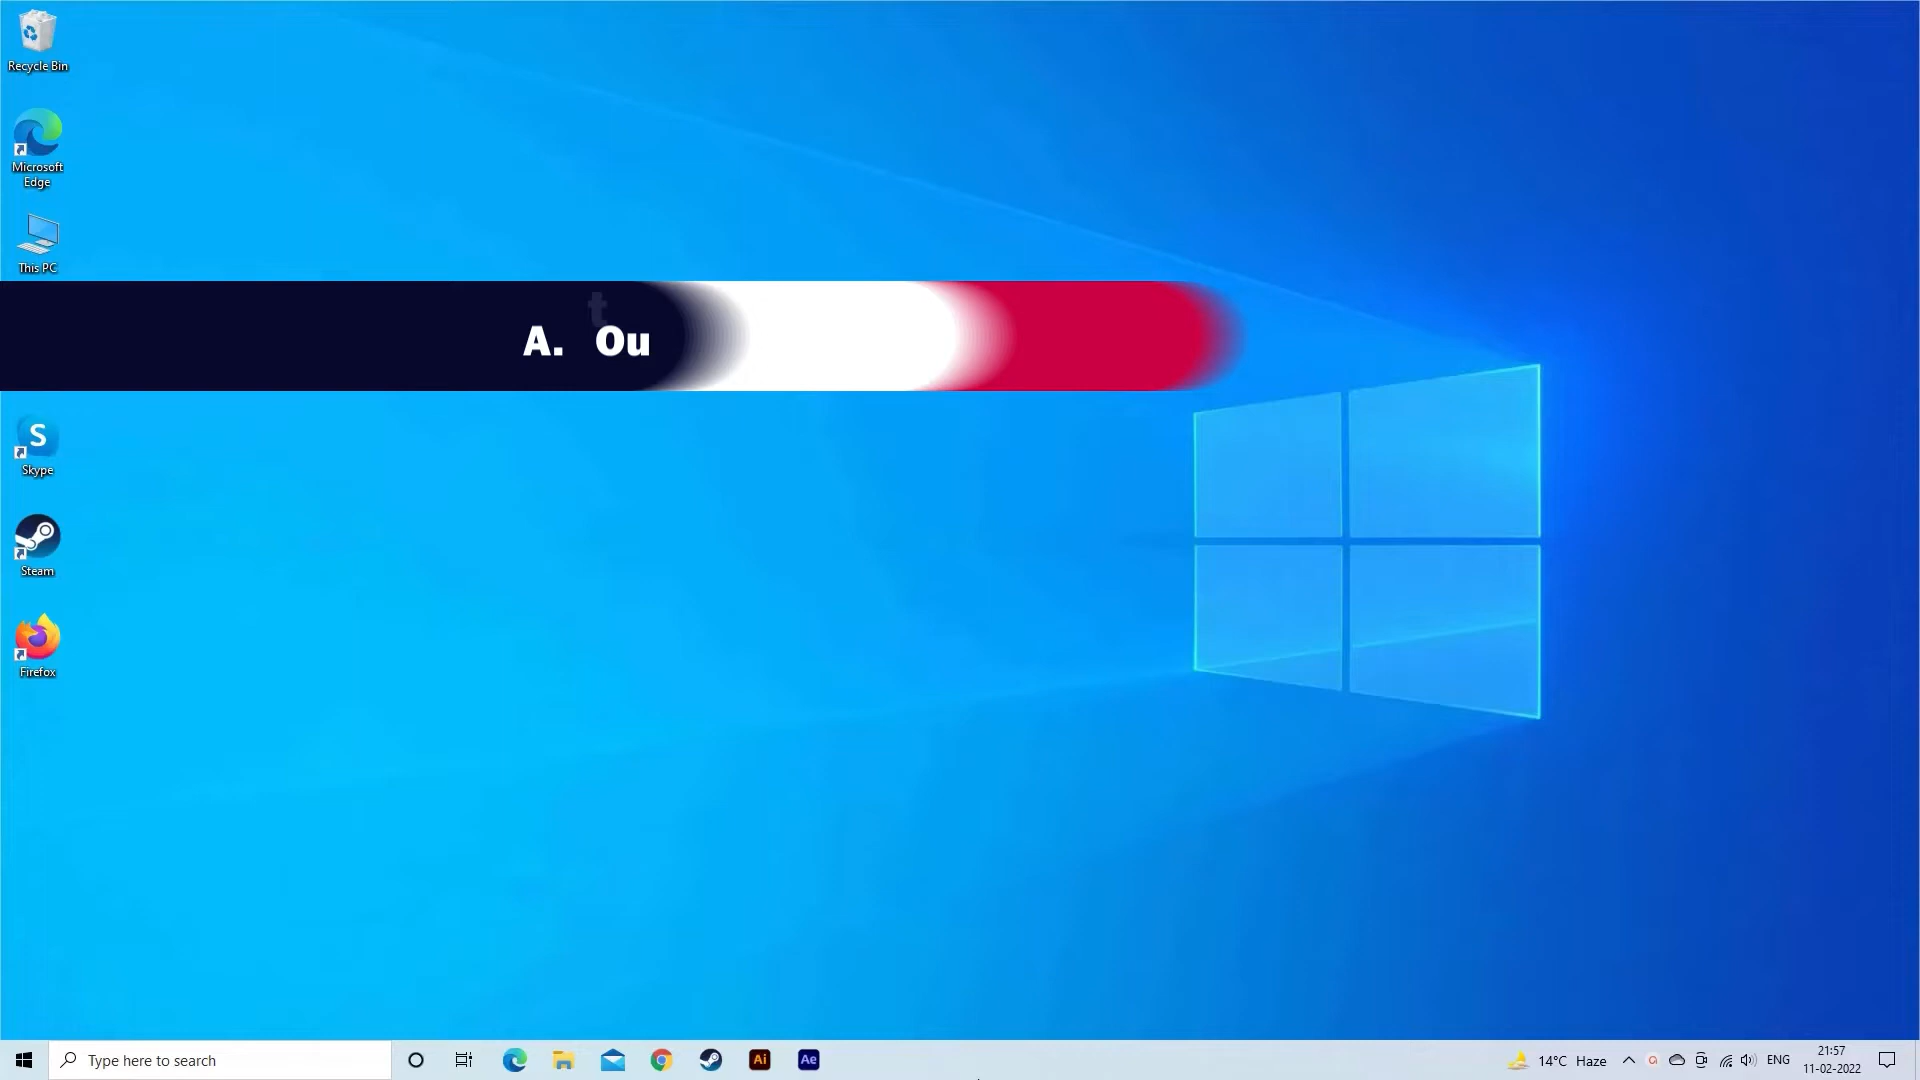 Recycle Bin
Microsoft
Edge
This PC
t
A. Ou
S
Skype
Steam
Firefox
Type here to search
Ai
Ae
14°C Haze
ENG
21:57
11-02-2022